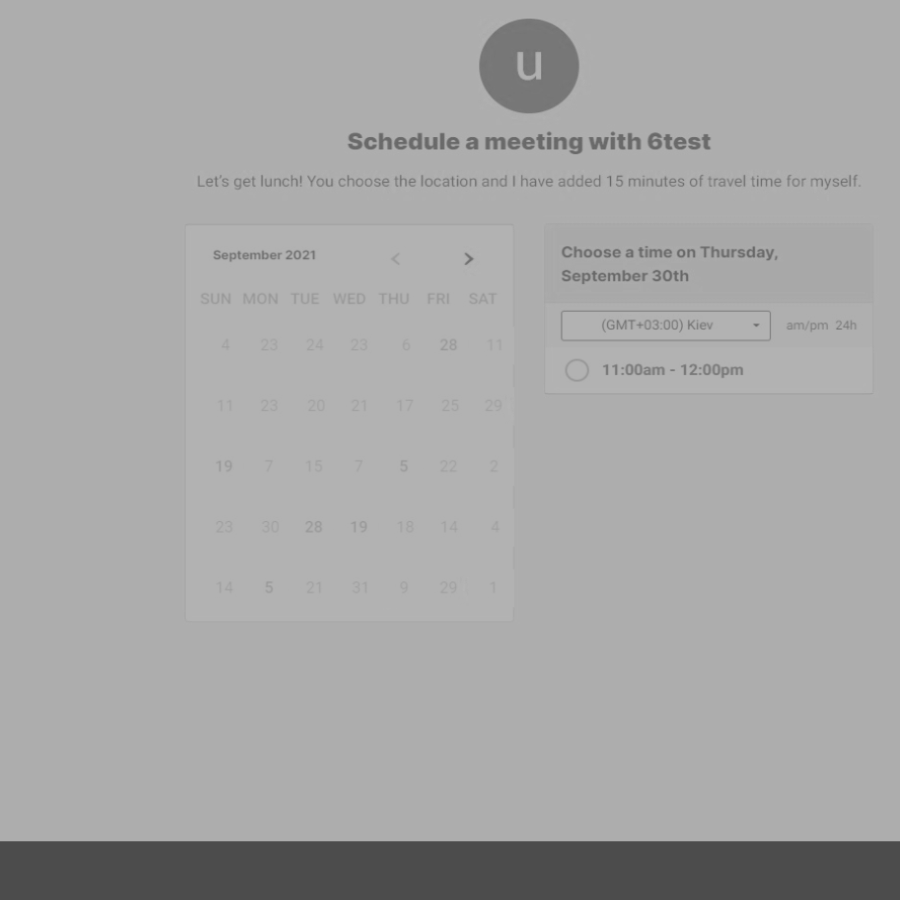 u
Schedule a meeting with 6test
Let's get lunch! You choose the location and I have added 15 minutes of travel time for myself.
September 2021 < >
SUN MON TUE WED THU FRI SAT
4 23 24 23 6 28 11
11 23 20 21 17 25 29
19 7 15 7 5 22 2
23 30 28 19 18 14 4
14 5 21 31 9 29 1
Choose a time on Thursday,
September 30th
(GMT+03:00) Kiev am/pm 24h
11:00am - 12:00pm